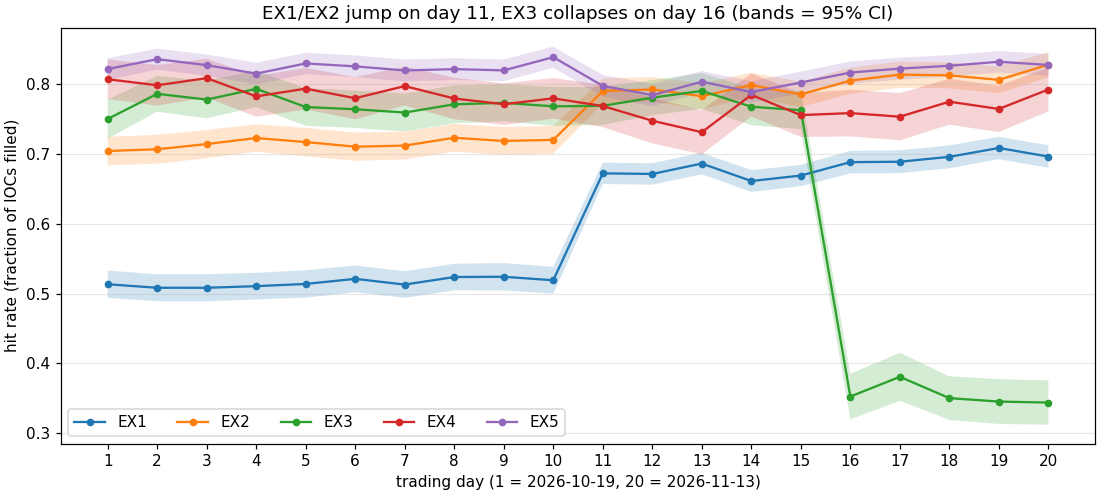 EX1/EX2 jump on day 11, EX3 collapses on day 16 (bands = 95% CI)
hit rate (fraction of IOCs filled)
0.8
0.7
0.6
0.5
0.4
0.3
EX1 EX2 EX3 EX4 EX5
1 2 3 4 5 6 7 8 9 10 11 12 13 14 15 16 17 18 19 20
trading day (1 = 2026-10-19, 20 = 2026-11-13)